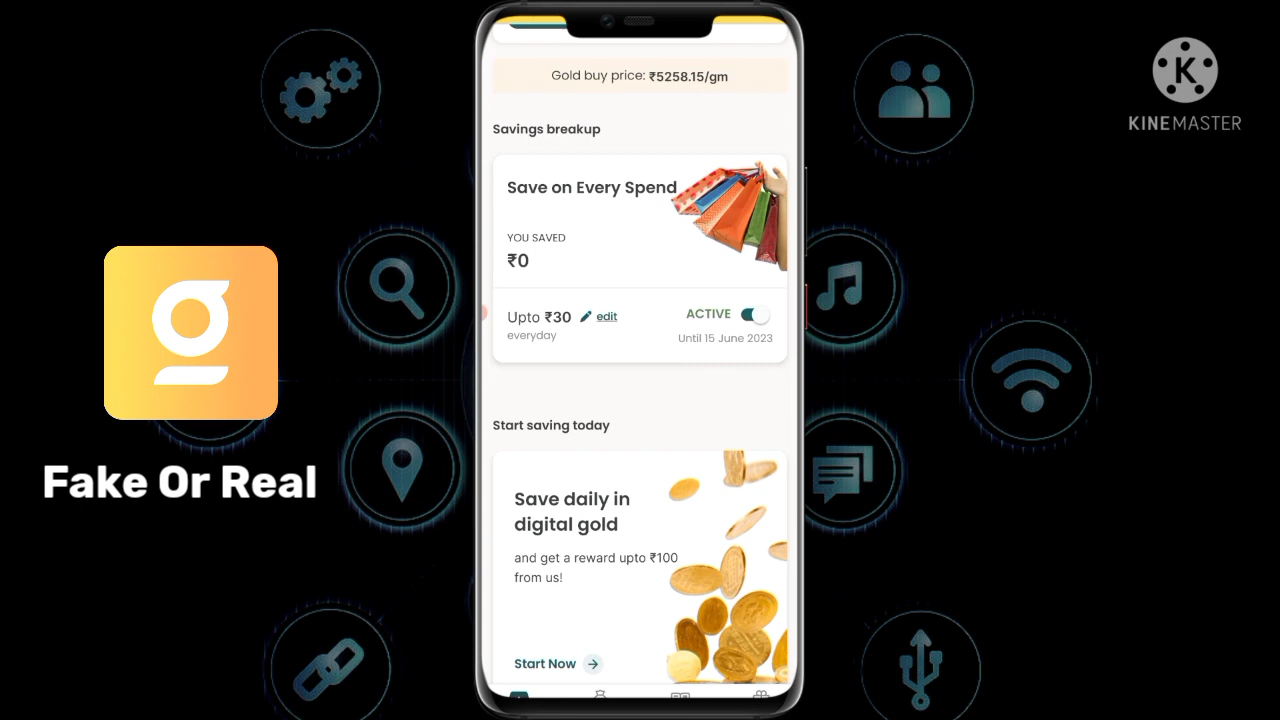 Gold buy price: ₹5258.15/gm
Savings breakup
Save on Every Spend
YOU SAVED
₹0
Upto ₹30 edit
everyday
ACTIVE
Until 15 June 2023
Start saving today
Save daily in
digital gold
and get a reward upto ₹100
from us!
Start Now
g
Fake Or Real
K
KINEMASTER